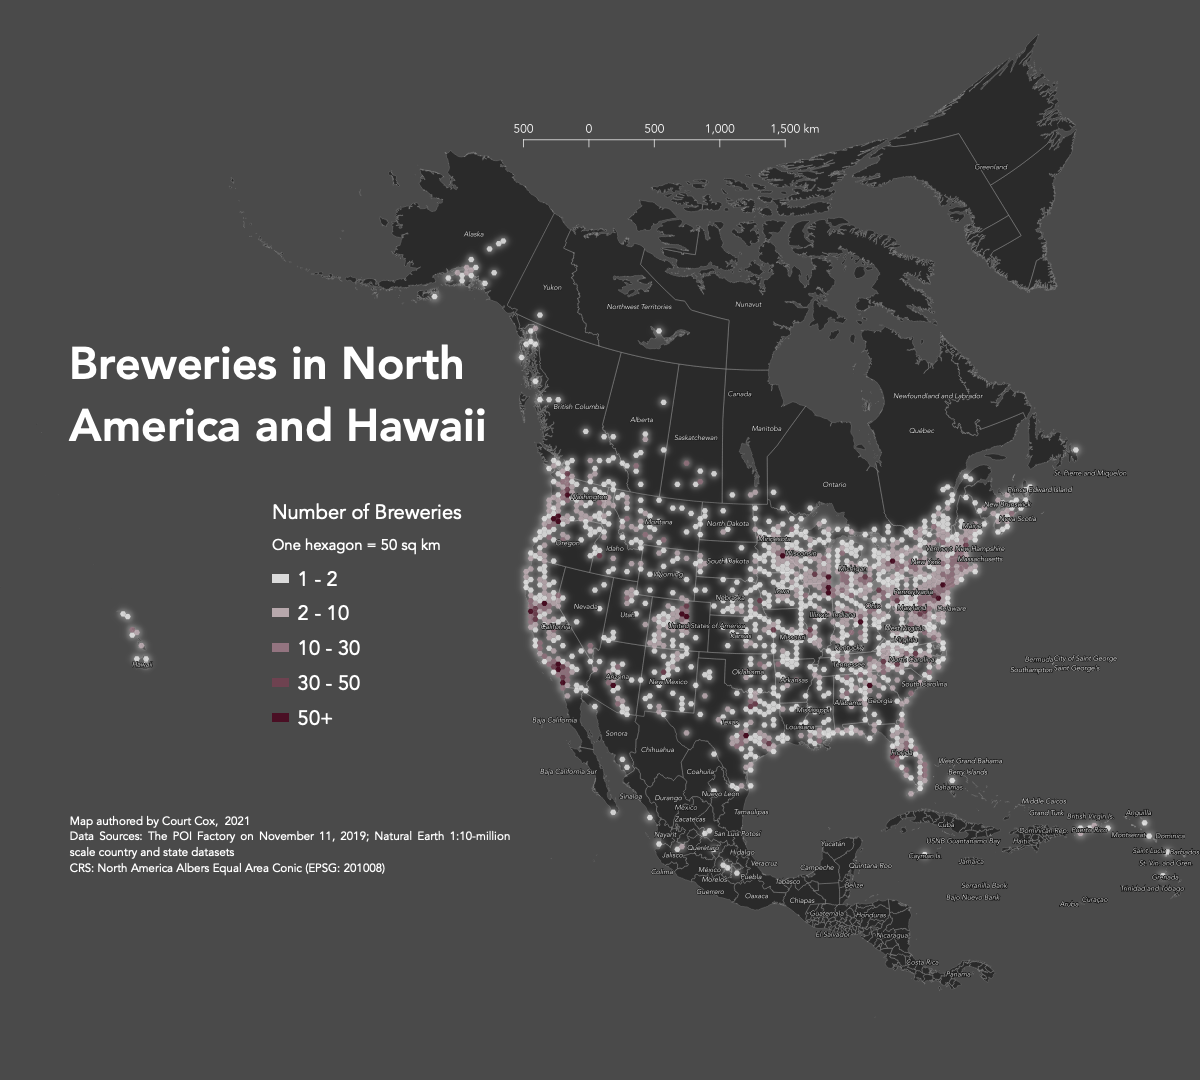 500 0 500 1,000 1,500 km
Greenland
Alaska
Yukon
Northwest Territories
Nunavut
Breweries in North
America and Hawaii
Canada
Newfoundland and Labrador
British Columbia
Alberta
Manitoba
Québec
Saskatchewan
St. Pierre and Miquelon
Ontario
Prince Edward Island
Washington
New Brunswick
Nova Scotia
Number of Breweries
One hexagon = 50 sq km
1 - 2
2 - 10
10 - 30
30 - 50
50+
Montana
North Dakota
Maine
Minnesota
Oregon
Idaho
Wisconsin
Vermont
New Hampshire
Massachusetts
South Dakota
Michigan
New York
Wyoming
Nevada
Nebraska
Iowa
Pennsylvania
Utah
Illinois
Indiana
Ohio
Maryland
Delaware
California
United States of America
Kansas
Missouri
West Virginia
Virginia
Kentucky
Hawaii
Arizona
New Mexico
Oklahoma
Arkansas
Tennessee
North Carolina
Bermuda
City of Saint George
Southampton
Saint George's
South Carolina
Mississippi
Alabama
Georgia
Baja California
Sonora
Texas
Louisiana
Chihuahua
Florida
West Grand Bahama
Baja California Sur
Coahuila
Berry Islands
Bahamas
Sinaloa
Durango
Nuevo León
México
Tamaulipas
Middle Caicos
Zacatecas
Grand Turk
British Virgin Is.
Anguilla
Map authored by Court Cox, 2021
Data Sources: The POI Factory on November 11, 2019; Natural Earth 1:10-million
scale country and state datasets
CRS: North America Albers Equal Area Conic (EPSG: 201008)
Cuba
Nayarit
San Luis Potosí
Dominican Rep.
Puerto Rico
Montserrat
Dominica
USNB Guantanamo Bay
Haiti
Yucatán
Querétaro
Jalisco
Hidalgo
Caymanis.
Jamaica
Saint Lucia
Barbados
Veracruz
Campeche
Quintana Roo
St. Vin. and Gren.
Colima
México
Morelos
Puebla
Grenada
Guerrero
Tabasco
Belize
Serranilla Bank
Trinidad and Tobago
Oaxaca
Chiapas
Bajo Nuevo Bank
Aruba
Curaçao
Guatemala
Honduras
El Salvador
Nicaragua
Costa Rica
Panama